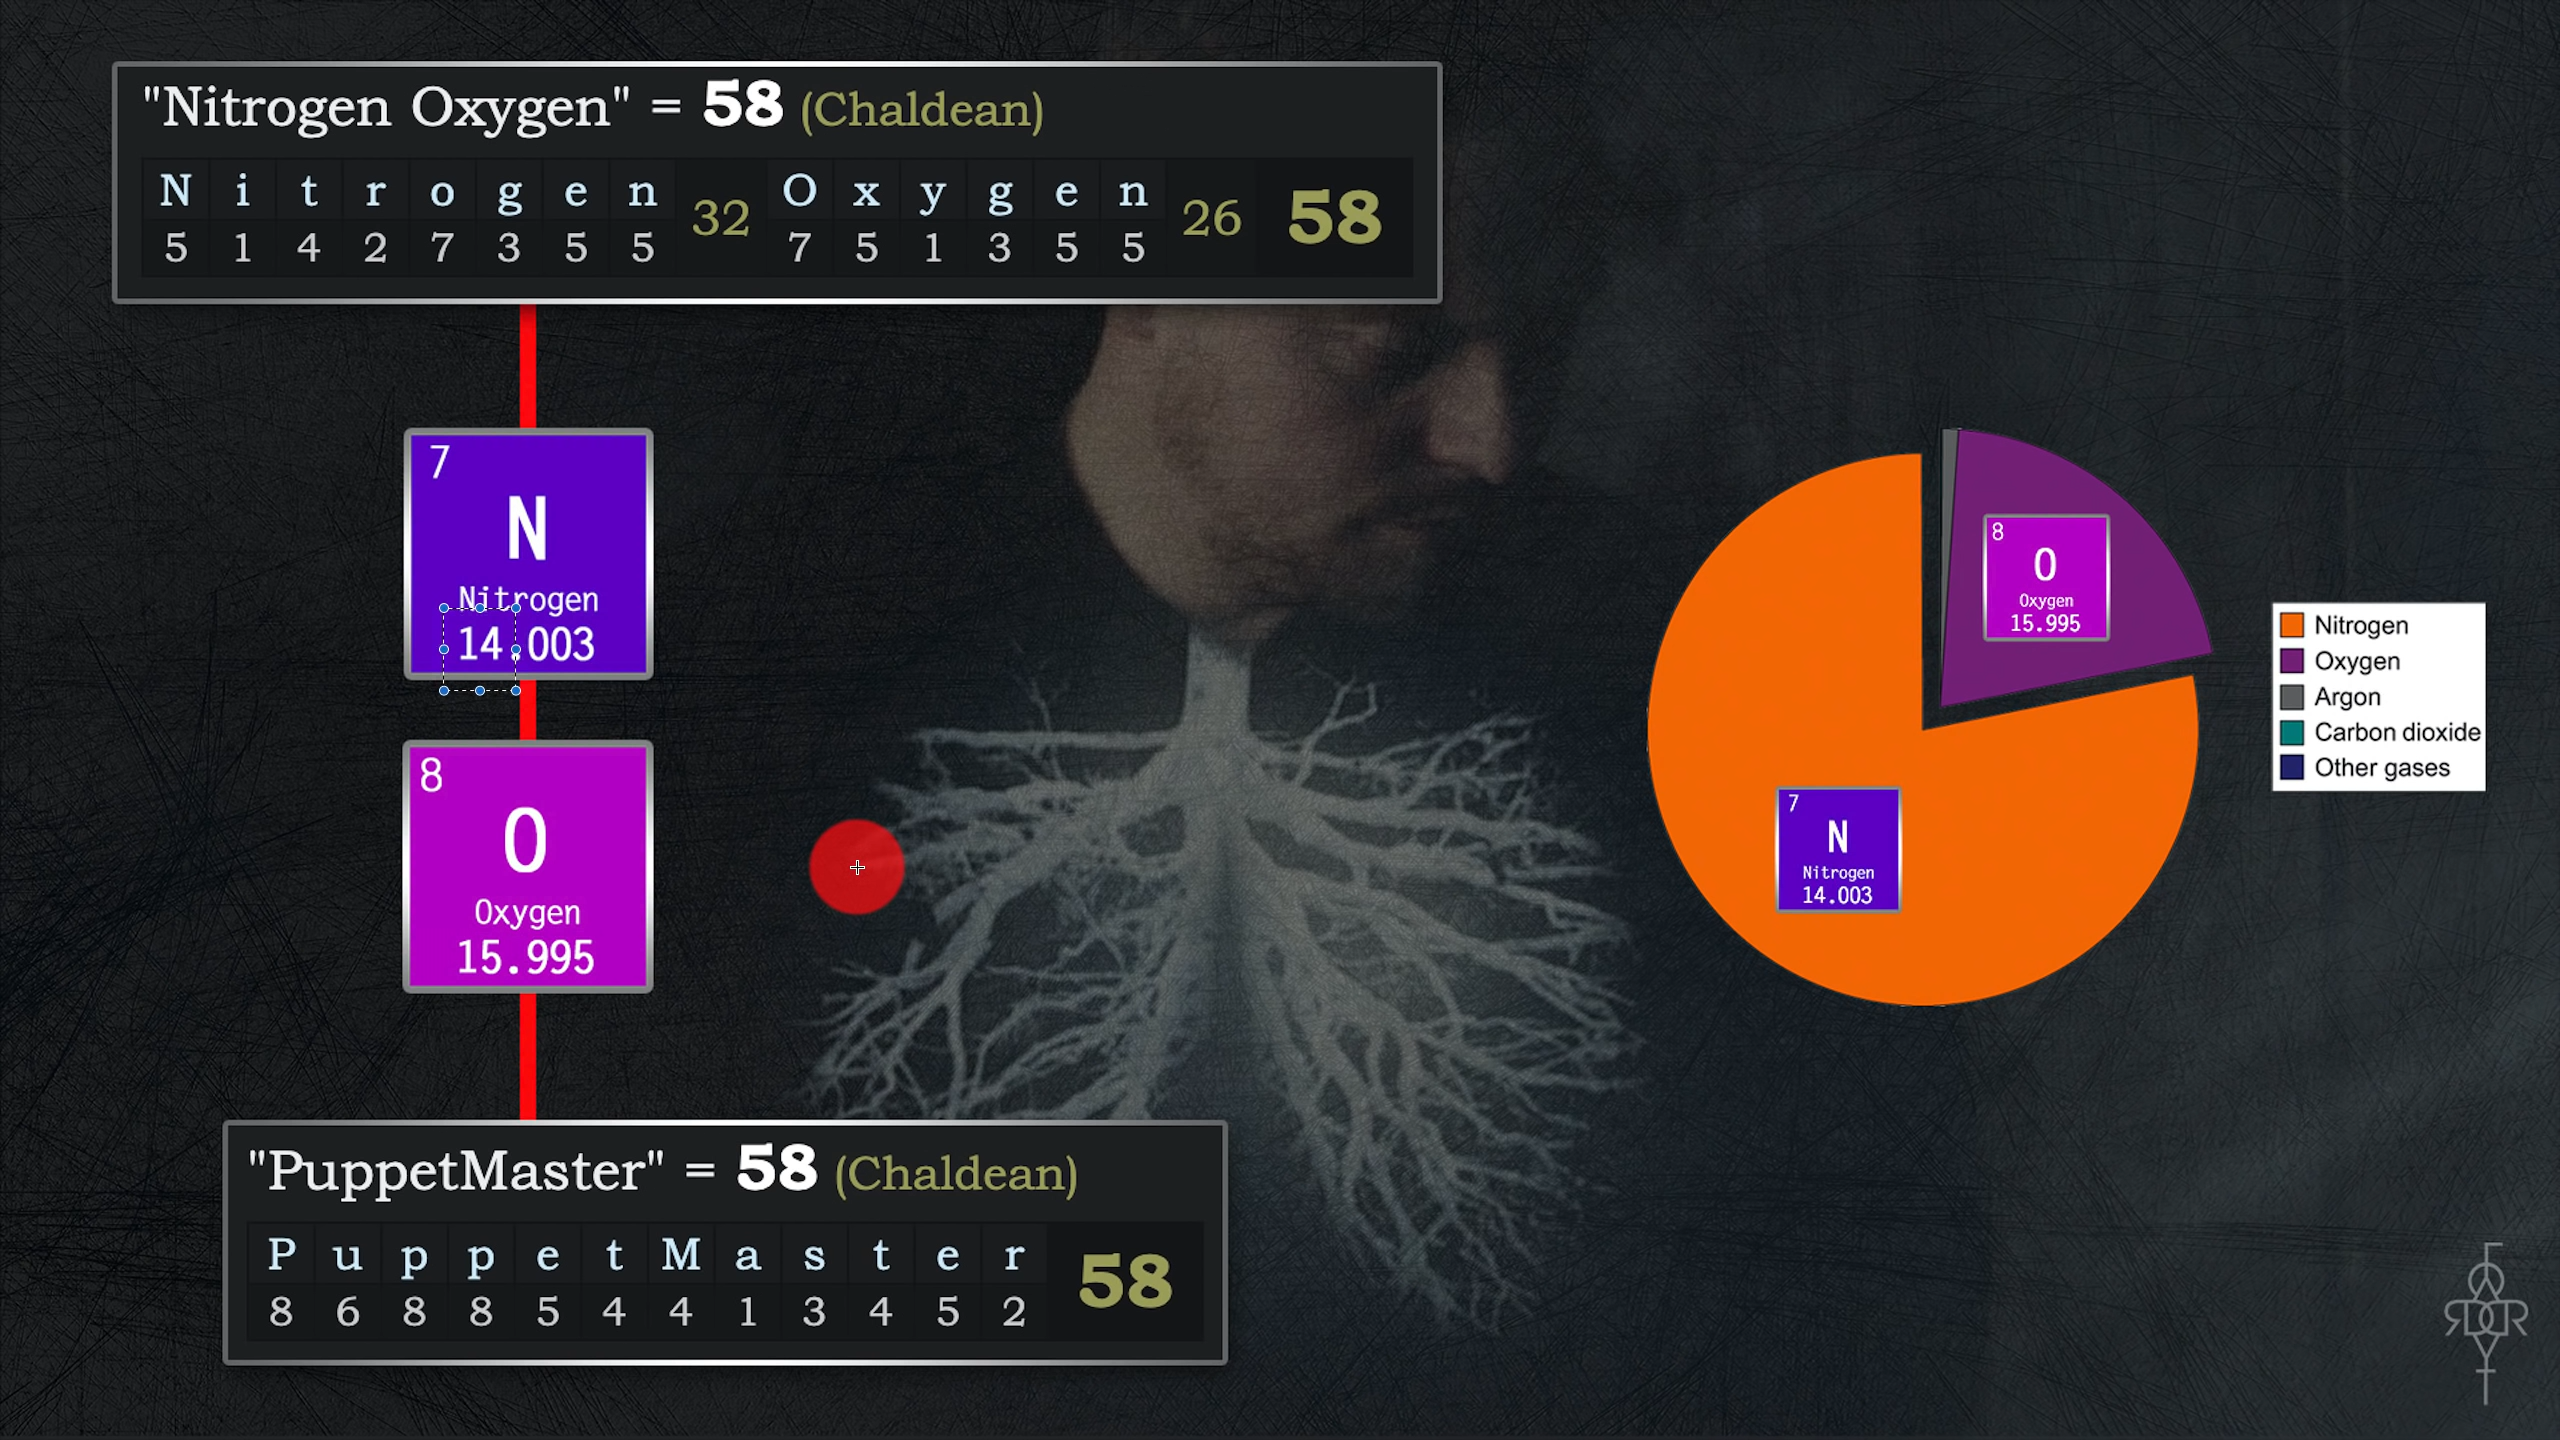 "Nitrogen Oxygen" = 58 (Chaldean)
N i t r o g e n 32 O x y g e n 26 58
5 1 4 2 7 3 5 5 7 5 1 3 5 5
7
N
Nitrogen
14.003
8
O
Oxygen
15.995
8
O
Oxygen
15.995
7
N
Nitrogen
14.003
Nitrogen
Oxygen
Argon
Carbon dioxide
Other gases
"PuppetMaster" = 58 (Chaldean)
P u p p e t M a s t e r 58
8 6 8 8 5 4 4 1 3 4 5 2